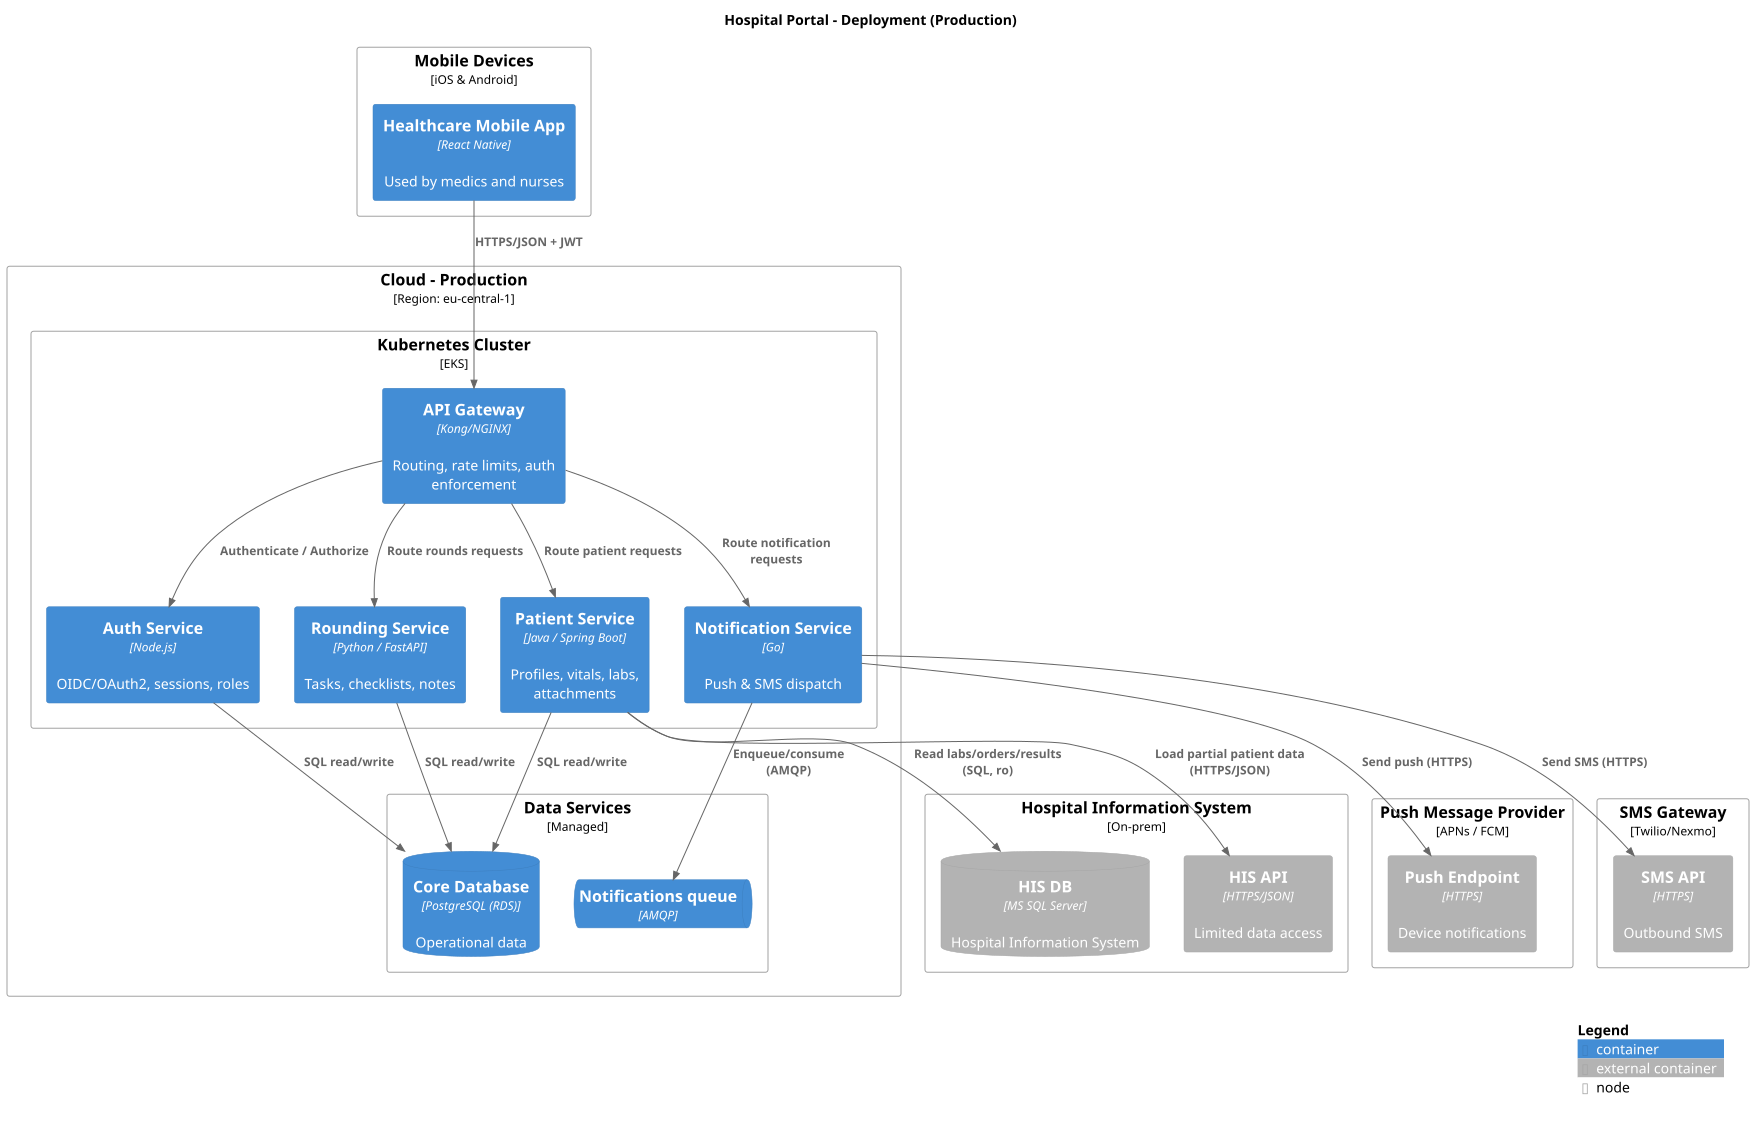 Hospital Portal - Deployment (Production)
Mobile Devices
[iOS & Android]
Healthcare Mobile App
[React Native]
Used by medics and nurses
HTTPS/JSON + JWT
Cloud - Production
[Region: eu-central-1]
Kubernetes Cluster
[EKS]
API Gateway
[Kong/NGINX]
Routing, rate limits, auth
enforcement
Authenticate / Authorize
Route rounds requests
Route patient requests
Route notification
requests
Auth Service
[Node.js]
OIDC/OAuth2, sessions, roles
Rounding Service
[Python / FastAPI]
Tasks, checklists, notes
Patient Service
[Java / Spring Boot]
Profiles, vitals, labs,
attachments
Notification Service
[Go]
Push & SMS dispatch
SQL read/write
SQL read/write
SQL read/write
Enqueue/consume
(AMQP)
Read labs/orders/results
(SQL, ro)
Load partial patient data
(HTTPS/JSON)
Send push (HTTPS)
Send SMS (HTTPS)
Data Services
[Managed]
Core Database
[PostgreSQL (RDS)]
Operational data
Notifications queue
[AMQP]
Hospital Information System
[On-prem]
HIS DB
[MS SQL Server]
Hospital Information System
HIS API
[HTTPS/JSON]
Limited data access
Push Message Provider
[APNs / FCM]
Push Endpoint
[HTTPS]
Device notifications
SMS Gateway
[Twilio/Nexmo]
SMS API
[HTTPS]
Outbound SMS
Legend
container
external container
node